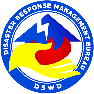 DISASTER RESPONSE MANAGEMENT BUREAU
DSWD